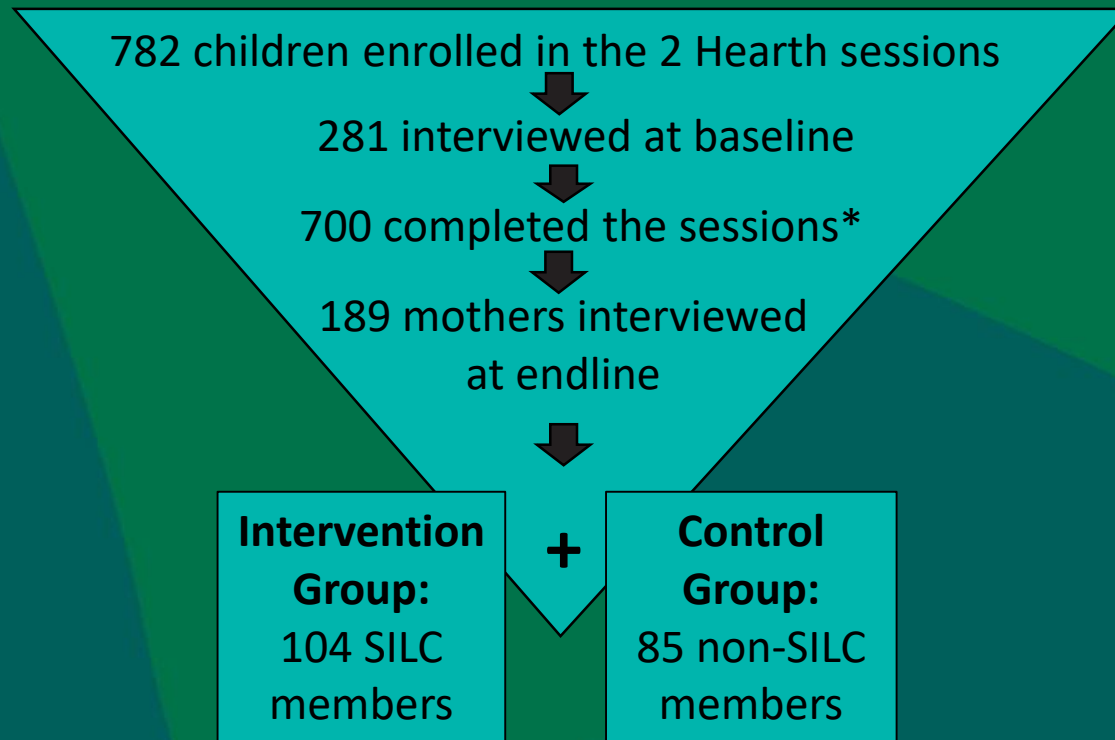 782 children enrolled in the 2 Hearth sessions
281 interviewed at baseline
700 completed the sessions*
189 mothers interviewed
at endline
Intervention
Group:
104 SILC
members
+
Control
Group:
85 non-SILC
members